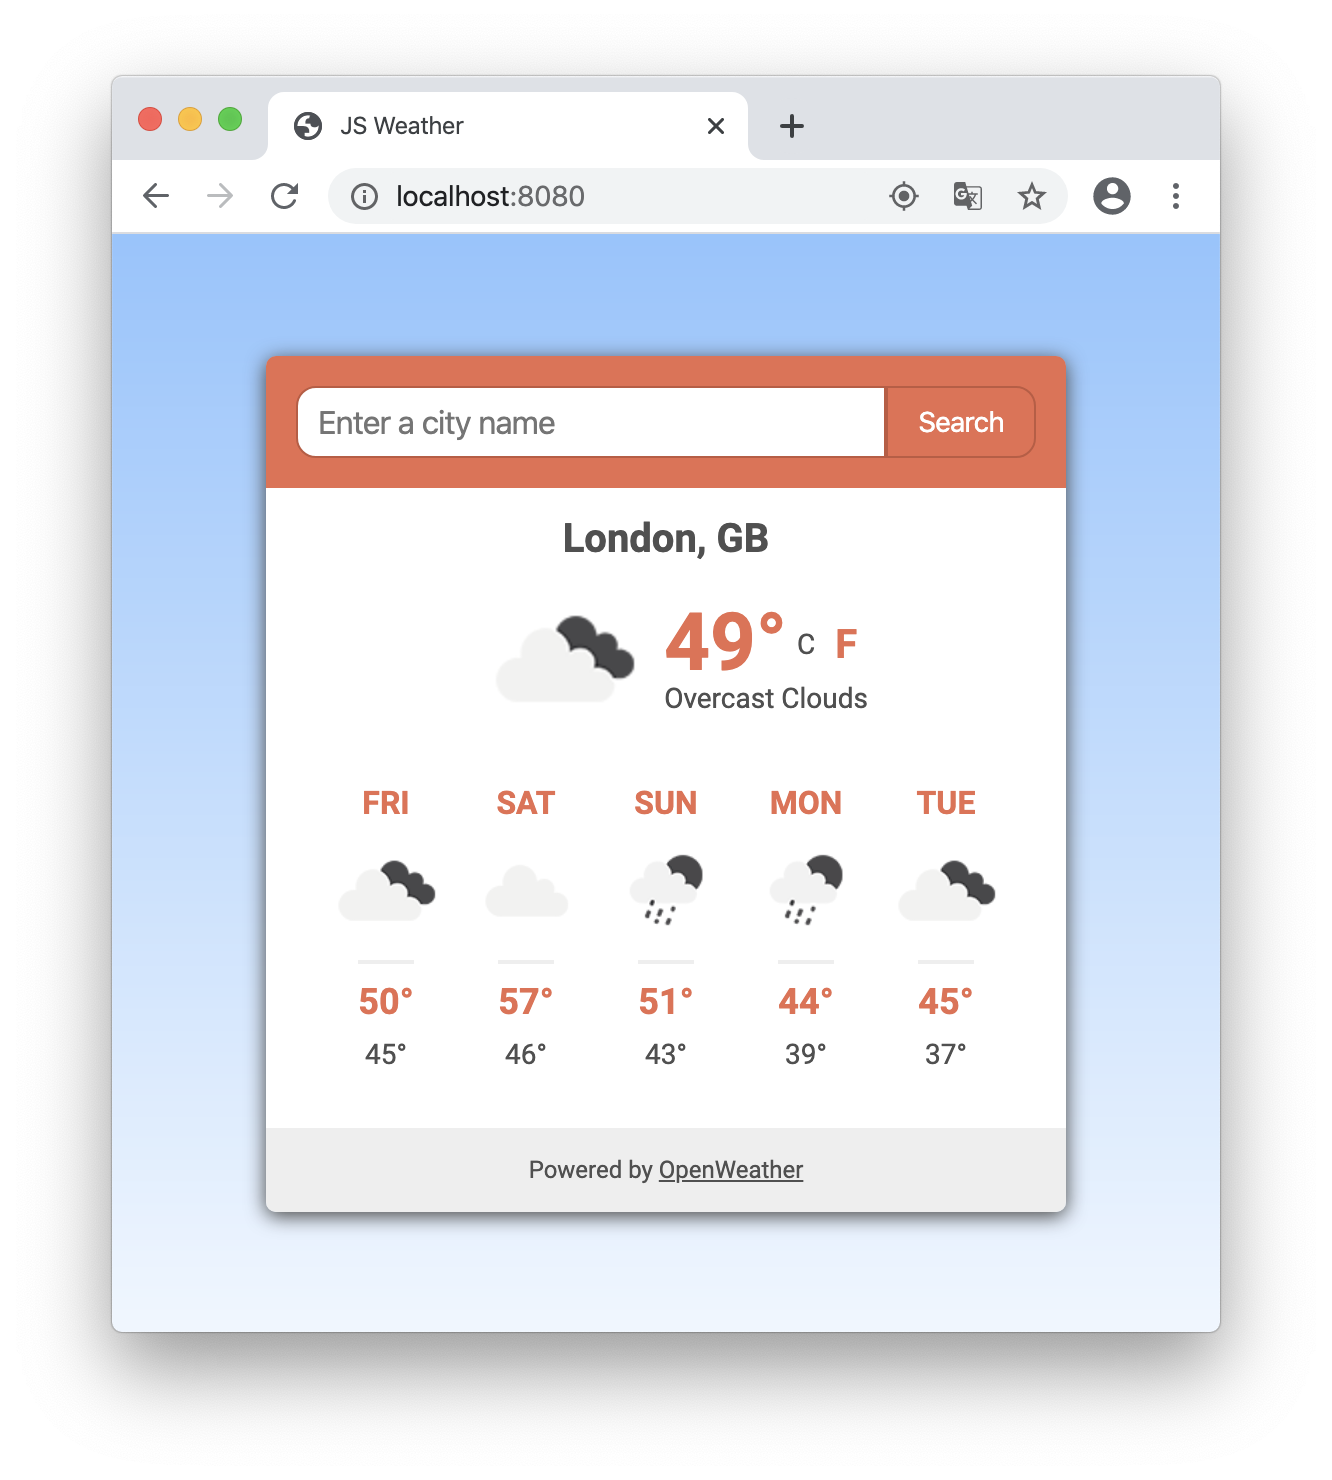 JS Weather
localhost:8080
Enter a city name
Search
London, GB
49° C F
Overcast Clouds
FRI SAT SUN MON TUE
50° 57° 51° 44° 45°
45° 46° 43° 39° 37°
Powered by OpenWeather